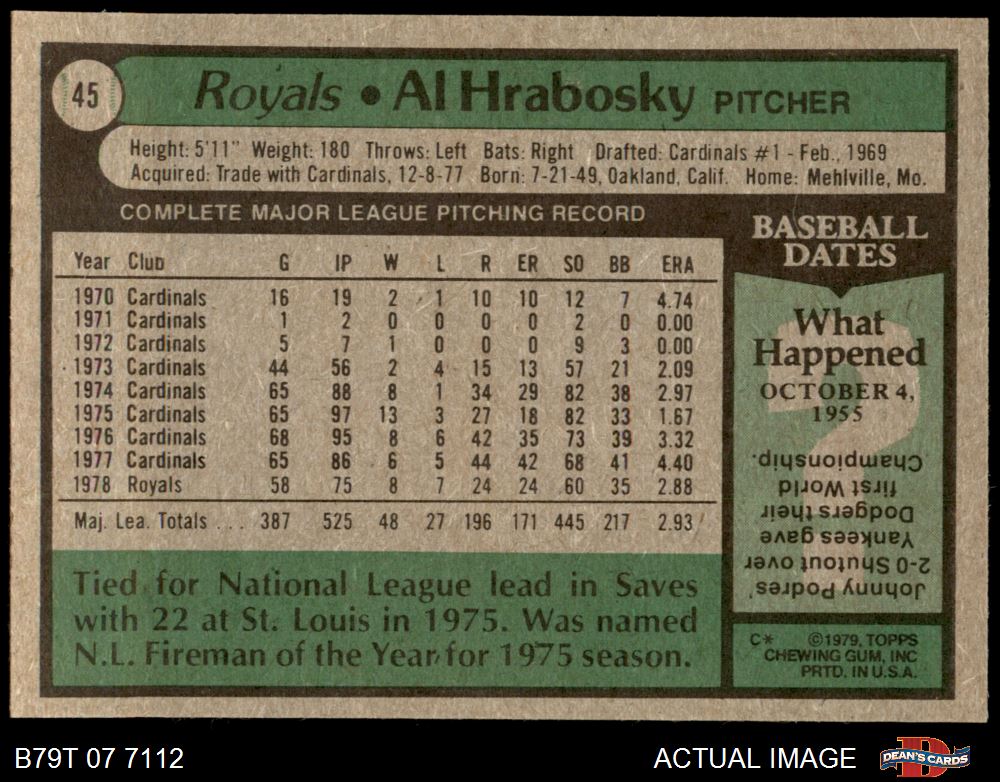 45
Royals • Al Hrabosky PITCHER
Height: 5'11" Weight: 180 Throws: Left Bats: Right Drafted: Cardinals #1 - Feb., 1969
Acquired: Trade with Cardinals, 12-8-77 Born: 7-21-49, Oakland, Calif. Home: Mehlville, Mo.
COMPLETE MAJOR LEAGUE PITCHING RECORD
Year Club G IP W L R ER SO BB ERA
1970 Cardinals 16 19 2 1 10 10 12 7 4.74
1971 Cardinals 1 2 0 0 0 0 2 0 0.00
1972 Cardinals 5 7 1 0 0 0 9 3 0.00
1973 Cardinals 44 56 2 4 15 13 57 21 2.09
1974 Cardinals 65 88 8 1 34 29 82 38 2.97
1975 Cardinals 65 97 13 3 27 18 82 33 1.67
1976 Cardinals 68 95 8 6 42 35 73 39 3.32
1977 Cardinals 65 86 6 5 44 42 68 41 4.40
1978 Royals 58 75 8 7 24 24 60 35 2.88
Maj. Lea. Totals ... 387 525 48 27 196 171 445 217 2.93
Tied for National League lead in Saves
with 22 at St. Louis in 1975. Was named
N.L. Fireman of the Year for 1975 season.
BASEBALL
DATES
What
Happened
OCTOBER 4,
1955
?
Johnny Podres'
2-0 Shutout over
Yankees gave
Dodgers their
first World
Championship.
C* ©1979, TOPPS
CHEWING GUM, INC
PRTD. IN U.S.A.
B79T 07 7112
ACTUAL IMAGE
DEAN'S CARDS